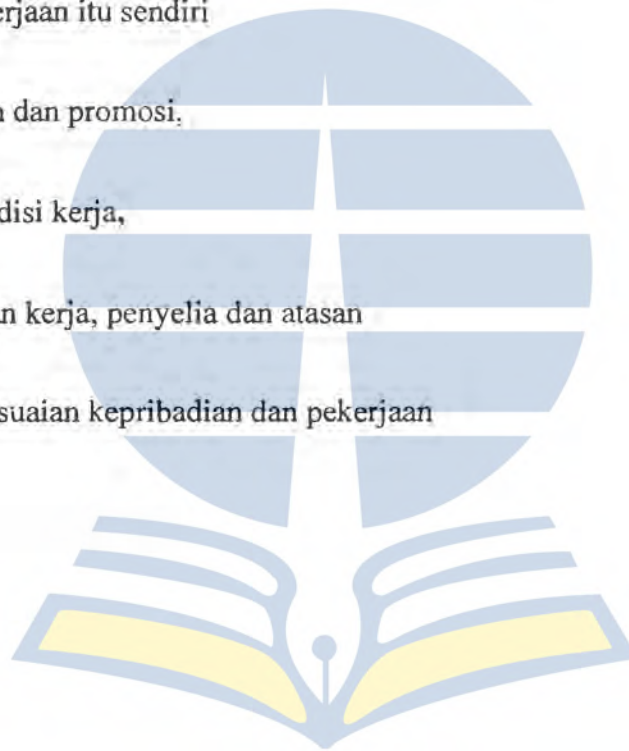 erjaan itu sendiri
n dan promosi.
disi kerja,
n kerja, penyelia dan atasan
suaian kepribadian dan pekerjaan